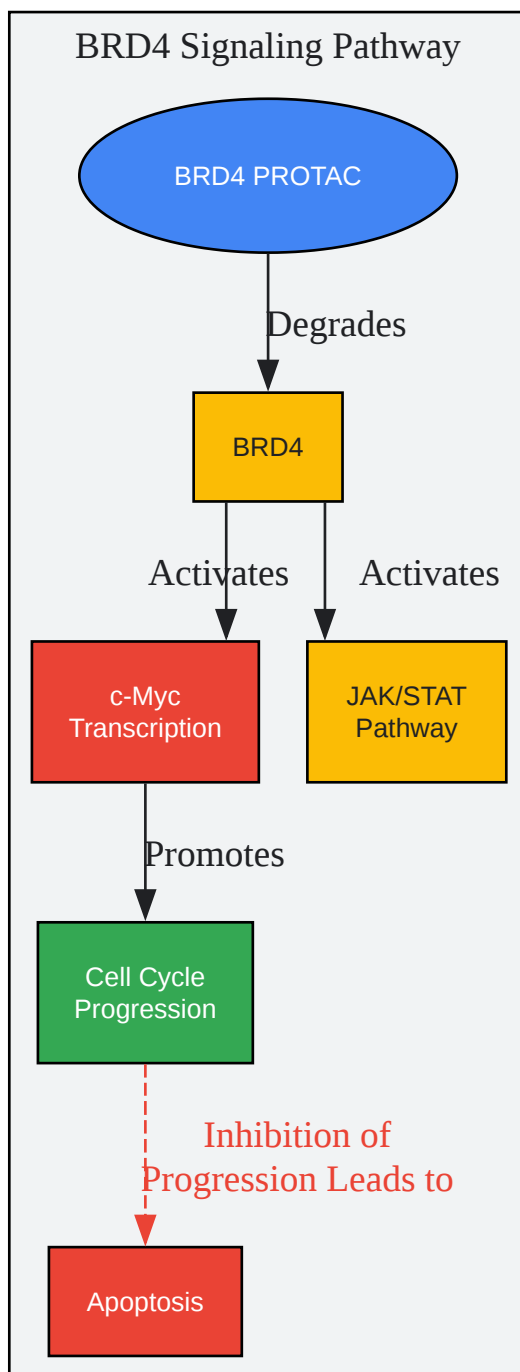 BRD4 Signaling Pathway
BRD4 PROTAC
Degrades
BRD4
Activates
Activates
c-Myc
Transcription
JAK/STAT
Pathway
Promotes
Cell Cycle
Progression
Inhibition of
Progression Leads to
Apoptosis